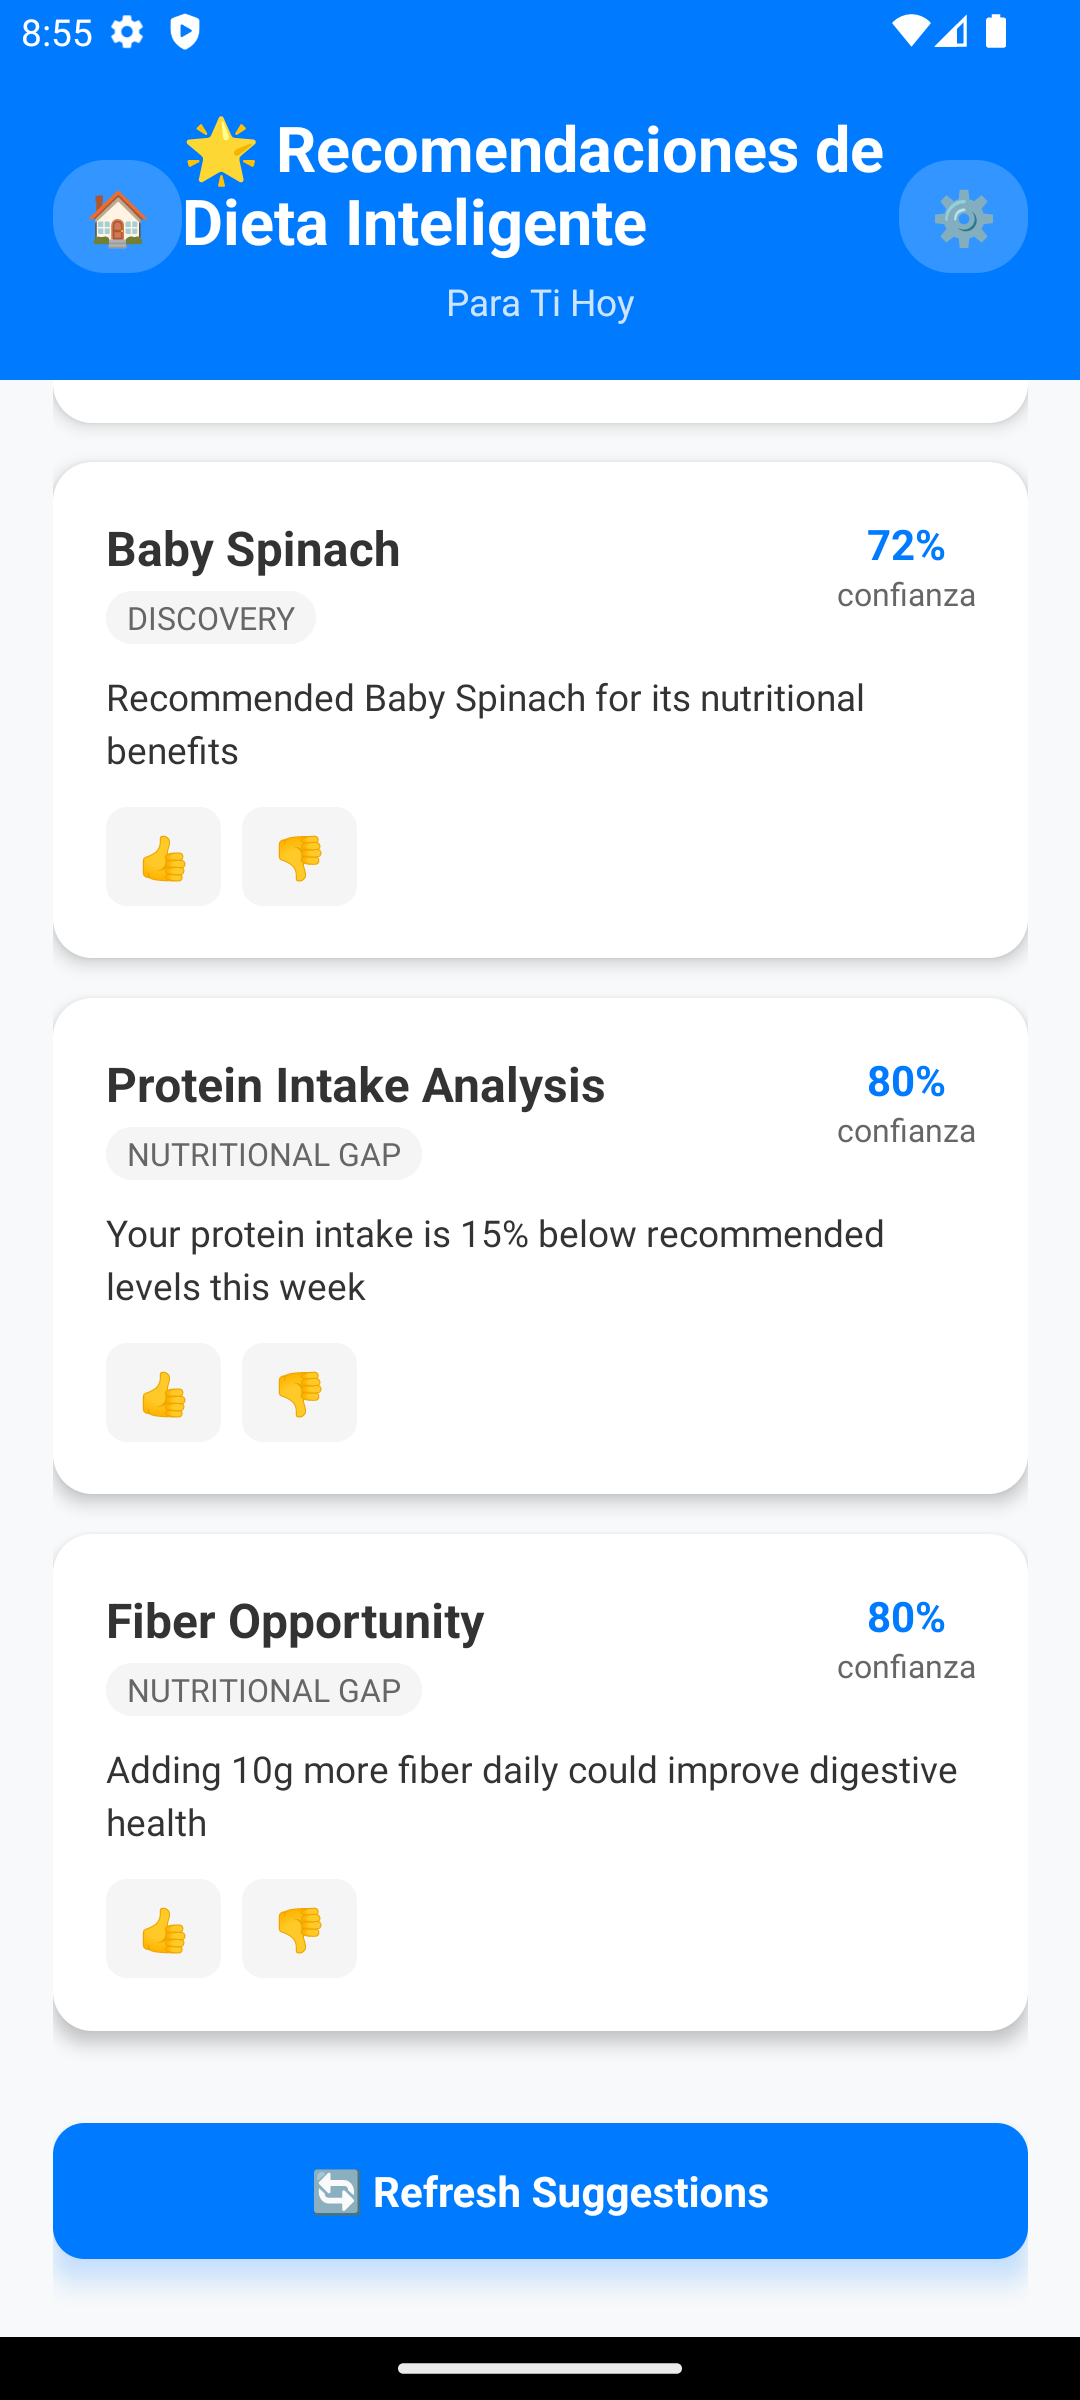 8:55
🌟 Recomendaciones de
Dieta Inteligente
Para Ti Hoy
Baby Spinach
72%
confianza
DISCOVERY
Recommended Baby Spinach for its nutritional
benefits
Protein Intake Analysis
80%
confianza
NUTRITIONAL GAP
Your protein intake is 15% below recommended
levels this week
Fiber Opportunity
80%
confianza
NUTRITIONAL GAP
Adding 10g more fiber daily could improve digestive
health
🔄 Refresh Suggestions